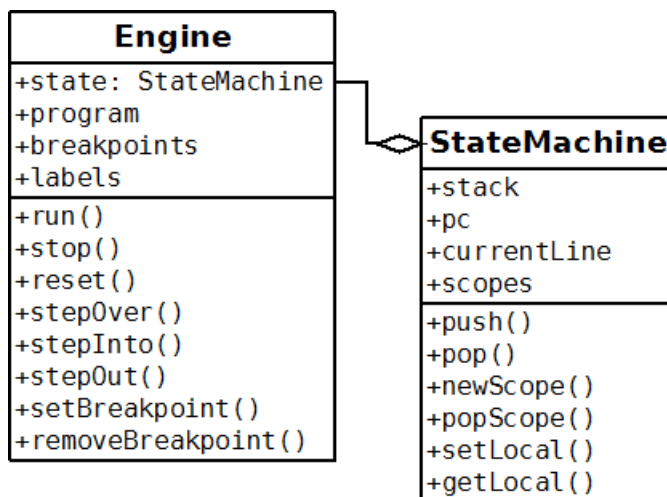 Engine
+state: StateMachine
+program
+breakpoints
+labels
+run()
+stop()
+reset()
+stepOver()
+stepInto()
+stepOut()
+setBreakpoint()
+removeBreakpoint()
StateMachine
+stack
+pc
+currentLine
+scopes
+push()
+pop()
+newScope()
+popScope()
+setLocal()
+getLocal()